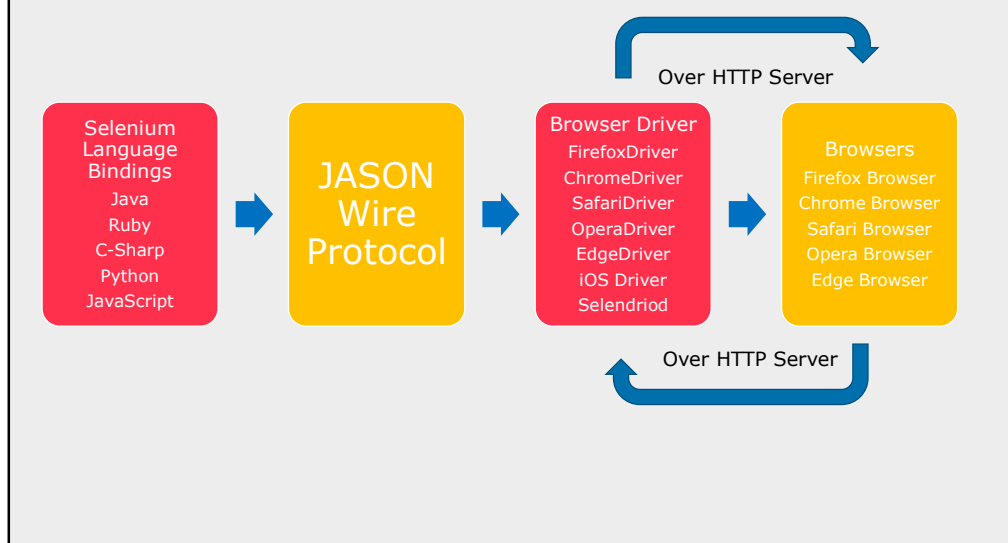 Over HTTP Server
Selenium
Language
Bindings
Java
Ruby
C-Sharp
Python
JavaScript
JASON
Wire
Protocol
Browser Driver
FirefoxDriver
ChromeDriver
SafariDriver
OperaDriver
EdgeDriver
iOS Driver
Selendriod
Browsers
Firefox Browser
Chrome Browser
Safari Browser
Opera Browser
Edge Browser
Over HTTP Server